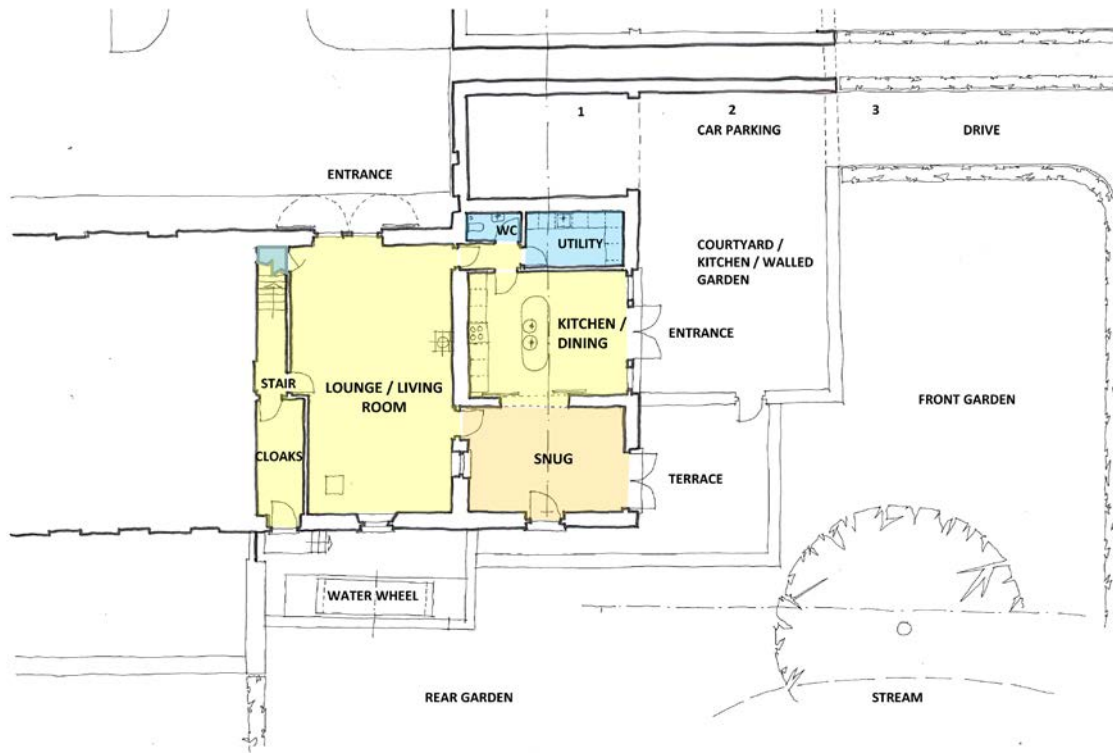 1
2
3
CAR PARKING
DRIVE
ENTRANCE
WC
UTILITY
COURTYARD /
KITCHEN / WALLED
GARDEN
KITCHEN /
DINING
ENTRANCE
STAIR
LOUNGE / LIVING
ROOM
FRONT GARDEN
CLOAKS
SNUG
TERRACE
WATER WHEEL
REAR GARDEN
STREAM